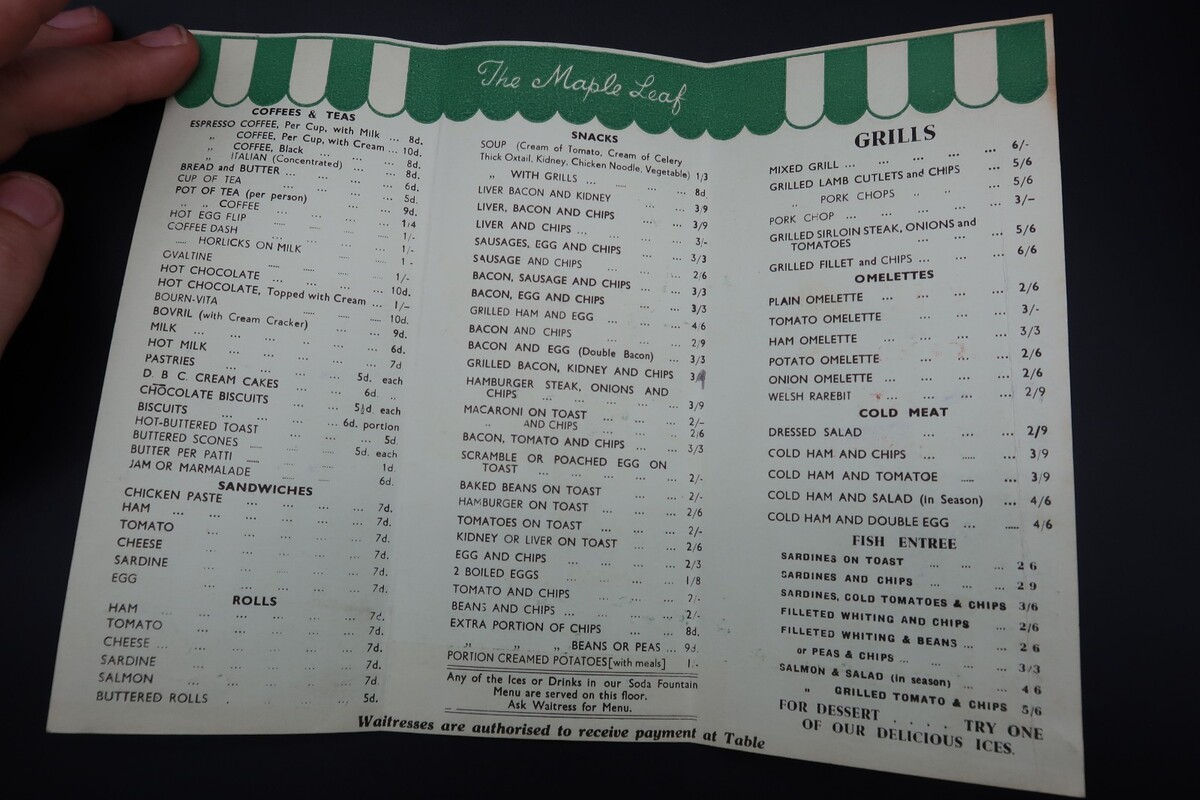 The Maple Leaf
COFFEES & TEAS
ESPRESSO COFFEE, Per Cup, with Milk ... 8d.
„ COFFEE, Per Cup, with Cream ... 10d.
„ COFFEE, Black ... ... ... 8d.
„ ITALIAN (Concentrated) ... ... 8d.
BREAD and BUTTER ... ... ... 6d.
CUP OF TEA ... ... ... 5d.
POT OF TEA (per person) ... ... 9d.
„ „ COFFEE ... ... 1/4
HOT EGG FLIP ... ... 1/-
COFFEE DASH ... ... 1/-
HORLICKS ON MILK ... ... 1 -
OVALTINE ... ... 1/-
HOT CHOCOLATE ... ... ... 10d.
HOT CHOCOLATE, Topped with Cream ... 1/-
BOURN-VITA ... ... 10d.
BOVRIL (with Cream Cracker) ... 9d.
MILK ... ... ... ... 6d.
HOT MILK ... ... ... 7d
PASTRIES ... ... ... 5d. each
D. B C. CREAM CAKES ... ... 6d. „
CHOCOLATE BISCUITS ... ... 5½d. each
BISCUITS ... ... ... 6d. portion
HOT-BUTTERED TOAST ... ... 5d.
BUTTERED SCONES ... ... 5d. each
BUTTER PER PATTI ... ... 1d.
JAM OR MARMALADE ... ... 6d.
SANDWICHES
CHICKEN PASTE ... ... ... 7d.
HAM ... ... ... ... 7d.
TOMATO ... ... ... ... 7d.
CHEESE ... ... ... ... 7d.
SARDINE ... ... ... ... 7d.
EGG ... ... ... ... 7d.
ROLLS
HAM ... ... ... ... 7d.
TOMATO ... ... ... ... 7d.
CHEESE ... ... ... ... 7d.
SARDINE ... ... ... ... 7d.
SALMON ... ... ... ... 7d
BUTTERED ROLLS ... ... ... 5d.
SNACKS
SOUP (Cream of Tomato, Cream of Celery
Thick Oxtail, Kidney, Chicken Noodle, Vegetable) 1/3
„ WITH GRILLS ... ... ... 8d
LIVER BACON AND KIDNEY ... ... 3/9
LIVER, BACON AND CHIPS ... ... 3/9
LIVER AND CHIPS ... ... ... 3/-
SAUSAGES, EGG AND CHIPS ... ... 3/3
SAUSAGE AND CHIPS ... ... 2/6
BACON, SAUSAGE AND CHIPS ... ... 3/3
BACON, EGG AND CHIPS ... ... 3/3
GRILLED HAM AND EGG ... ... 4/6
BACON AND CHIPS ... ... ... 2/9
BACON AND EGG (Double Bacon) ... 3/3
GRILLED BACON, KIDNEY AND CHIPS 3
HAMBURGER STEAK, ONIONS AND
CHIPS ... ... ... ... 3/9
MACARONI ON TOAST ... ... ... 2/-
„ AND CHIPS ... ... 2/6
BACON, TOMATO AND CHIPS ... ... 3/3
SCRAMBLE OR POACHED EGG ON
TOAST ... ... ... ... 2/-
BAKED BEANS ON TOAST ... ... 2/-
HAMBURGER ON TOAST ... ... 2/6
TOMATOES ON TOAST ... ... 2/-
KIDNEY OR LIVER ON TOAST ... ... 2/6
EGG AND CHIPS ... ... ... 2/3
2 BOILED EGGS ... ... ... 1/8
TOMATO AND CHIPS ... ... ... 2/-
BEANS AND CHIPS ... ... ... 2/-
EXTRA PORTION OF CHIPS ... ... 8d.
„ „ „ BEANS OR PEAS ... 9d.
PORTION CREAMED POTATOES [with meals] 1/-
Any of the Ices or Drinks in our Soda Fountain
Menu are served on this floor.
Ask Waitress for Menu.
GRILLS
MIXED GRILL ... ... ... ... ... 6/-
GRILLED LAMB CUTLETS and CHIPS ... 5/6
„ PORK CHOPS „ „ ... 5/6
PORK CHOP ... ... ... ... ... 3/-
GRILLED SIRLOIN STEAK, ONIONS and
TOMATOES ... ... ... 5/6
GRILLED FILLET and CHIPS ... ... ... 6/6
OMELETTES
PLAIN OMELETTE ... ... ... ... 2/6
TOMATO OMELETTE ... ... ... 3/-
HAM OMELETTE ... ... ... ... 3/3
POTATO OMELETTE ... ... ... 2/6
ONION OMELETTE ... ... ... ... 2/6
WELSH RAREBIT ... ... ... ... 2/9
COLD MEAT
DRESSED SALAD ... ... ... 2/9
COLD HAM AND CHIPS ... ... ... 3/9
COLD HAM AND TOMATOE ... ... 3/9
COLD HAM AND SALAD (in Season) ... 4/6
COLD HAM AND DOUBLE EGG ... ... 4/6
FISH ENTREE
SARDINES ON TOAST ... ... ... 2 6
SARDINES AND CHIPS ... ... ... 2 9
SARDINES, COLD TOMATOES & CHIPS 3/6
FILLETED WHITING AND CHIPS ... 2/6
FILLETED WHITING & BEANS ... ... 2 6
or PEAS & CHIPS ... ... ... ... 3/3
SALMON & SALAD (in season) ... ... 4 6
„ GRILLED TOMATO & CHIPS 5/6
FOR DESSERT . . . . TRY ONE
OF OUR DELICIOUS ICES.
Waitresses are authorised to receive payment at Table